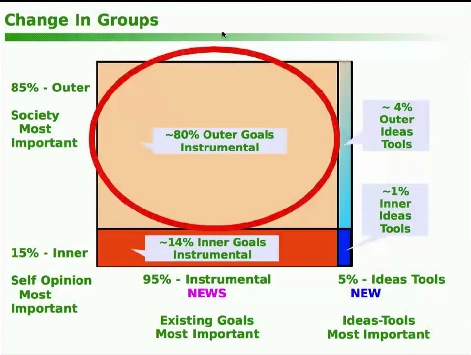 Change In Groups
85% - Outer
Society
Most
Important
~80% Outer Goals
Instrumental
~ 4%
Outer
Ideas
Tools
~1%
Inner
Ideas
Tools
15% - Inner
~14% Inner Goals
Instrumental
Self Opinion
Most
Important
95% - Instrumental
NEWS
5% - Ideas Tools
NEW
Existing Goals
Most Important
Ideas-Tools
Most Important